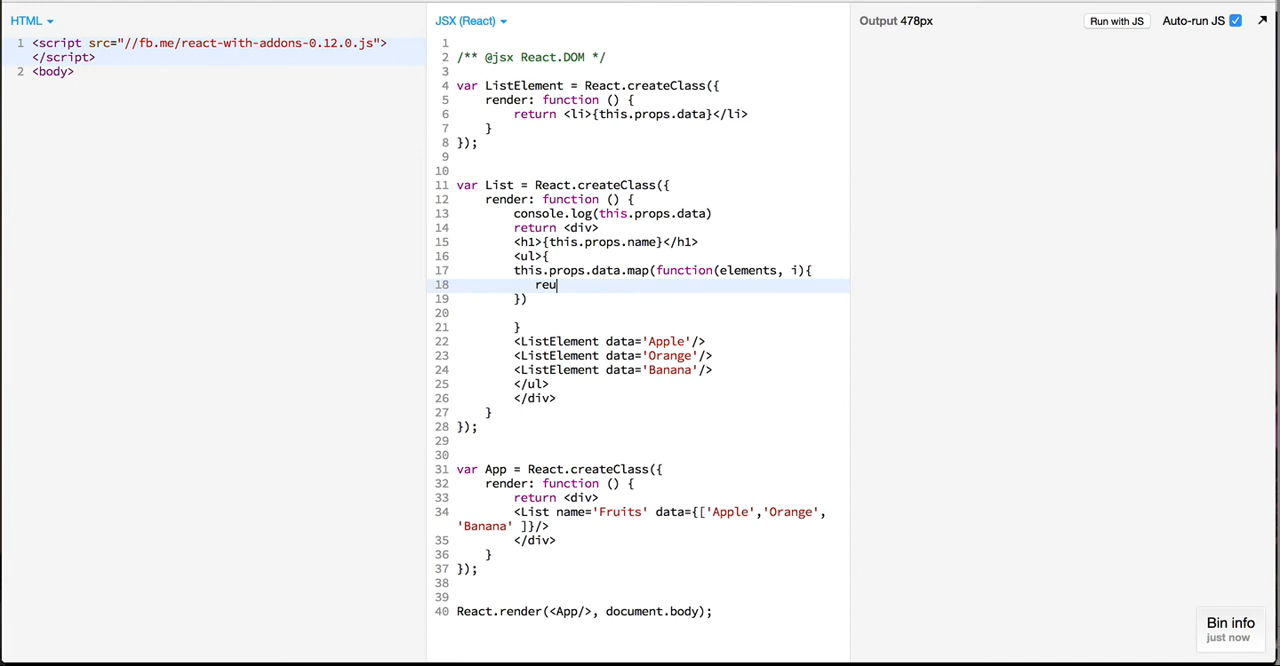 HTML
JSX (React)
Output 478px
Run with JS
Auto-run JS
1 <script src="//fb.me/react-with-addons-0.12.0.js">
</script>
2 <body>
1
2 /** @jsx React.DOM */
3
4 var ListElement = React.createClass({
5     render: function () {
6         return <li>{this.props.data}</li>
7     }
8 });
9
10
11 var List = React.createClass({
12     render: function () {
13         console.log(this.props.data)
14         return <div>
15         <h1>{this.props.name}</h1>
16         <ul>{
17         this.props.data.map(function(elements, i){
18            reu
19         })
20
21         }
22         <ListElement data='Apple'/>
23         <ListElement data='Orange'/>
24         <ListElement data='Banana'/>
25         </ul>
26         </div>
27     }
28 });
29
30
31 var App = React.createClass({
32     render: function () {
33         return <div>
34         <List name='Fruits' data={['Apple','Orange',
'Banana' ]}/>
35         </div>
36     }
37 });
38
39
40 React.render(<App/>, document.body);
Bin info
just now